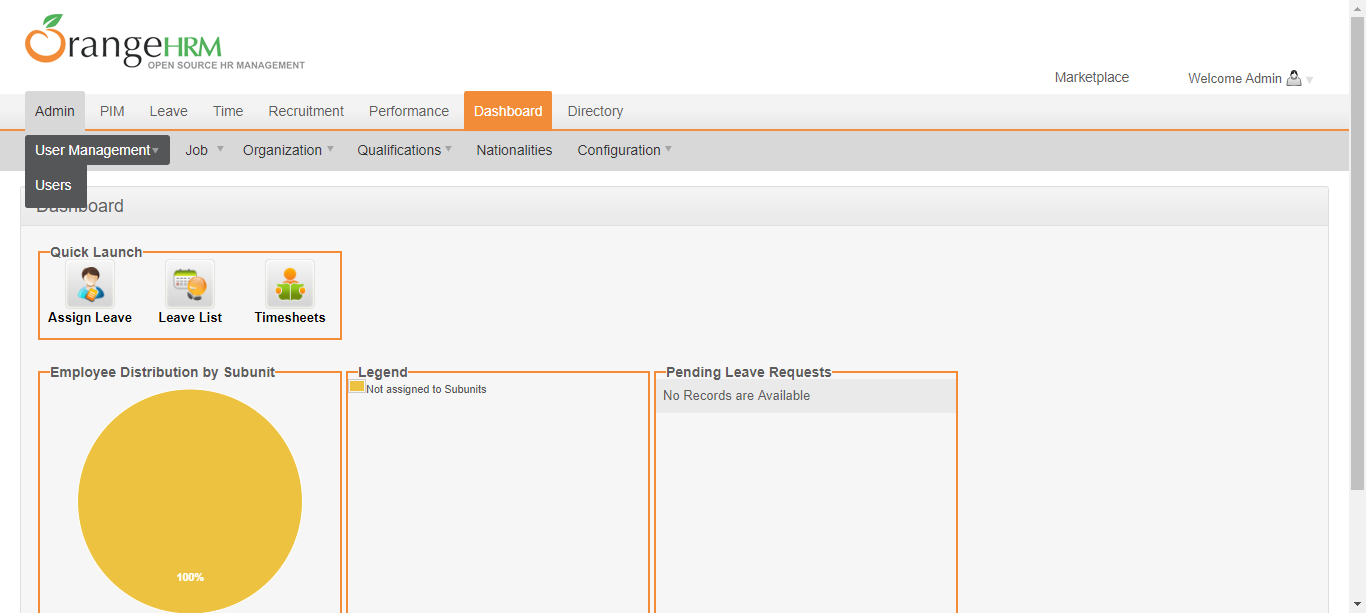 OrangeHRM
OPEN SOURCE HR MANAGEMENT
Marketplace Welcome Admin
Admin PIM Leave Time Recruitment Performance Dashboard Directory
User Management Job Organization Qualifications Nationalities Configuration
Users
Dashboard
Quick Launch
Assign Leave Leave List Timesheets
Employee Distribution by Subunit Legend Pending Leave Requests
Not assigned to Subunits
No Records are Available
100%